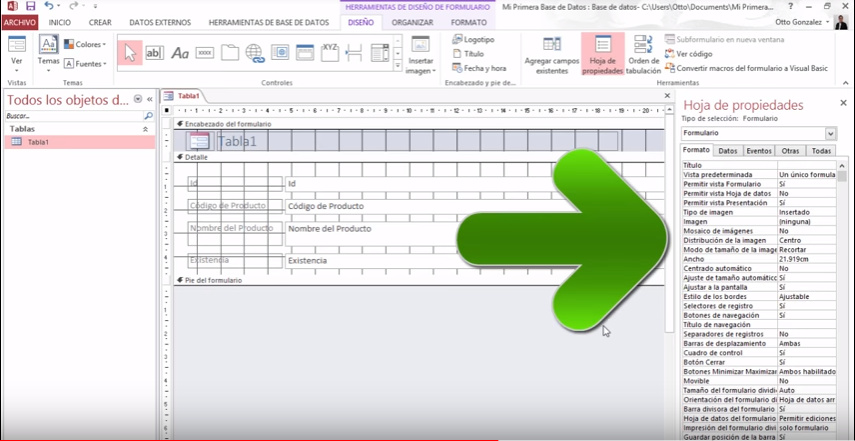 HERRAMIENTAS DE DISEÑO DE FORMULARIO
Mi Primera Base de Datos : Base de datos- C:\Users\Otto\Documents\Mi Primera...
ARCHIVO INICIO CREAR DATOS EXTERNOS HERRAMIENTAS DE BASE DE DATOS DISEÑO ORGANIZAR FORMATO Otto Gonzalez
Ver
Vistas
Temas
Colores
Fuentes
Temas
ab|
Aa
xxxx
XYZ
Controles
Insertar
imagen
Logotipo
Título
Fecha y hora
Encabezado y pie de...
Agregar campos
existentes
Hoja de
propiedades
Orden de
tabulación
Subformulario en nueva ventana
Ver código
Convertir macros del formulario a Visual Basic
Herramientas
Todos los objetos d...
Buscar...
Tablas
Tabla1
Tabla1
Encabezado del formulario
Tabla1
Detalle
Id Id
Código de Producto Código de Producto
Nombre del Producto Nombre del Producto
Existencia Existencia
Pie del formulario
Hoja de propiedades
Tipo de selección: Formulario
Formulario
Formato Datos Eventos Otras Todas
Título
Vista predeterminada Un único formula
Permitir vista Formulario Sí
Permitir vista Hoja de datos No
Permitir vista Presentación Sí
Tipo de imagen Insertado
Imagen (ninguna)
Mosaico de imágenes No
Distribución de la imagen Centro
Modo de tamaño de la image Recortar
Ancho 21.919cm
Centrado automático No
Ajuste de tamaño automático Sí
Ajustar a la pantalla Sí
Estilo de los bordes Ajustable
Selectores de registro Sí
Botones de navegación Sí
Título de navegación
Separadores de registros No
Barras de desplazamiento Ambas
Cuadro de control Sí
Botón Cerrar Sí
Botones Minimizar Maximizar Ambos habilitado
Movible No
Tamaño del formulario divid Auto
Orientación del formulario di Hoja de datos arr
Barra divisora del formulario Sí
Hoja de datos del formulario Permitir ediciones
Impresión del formulario divi solo formulario
Guardar posición de la barra Sí